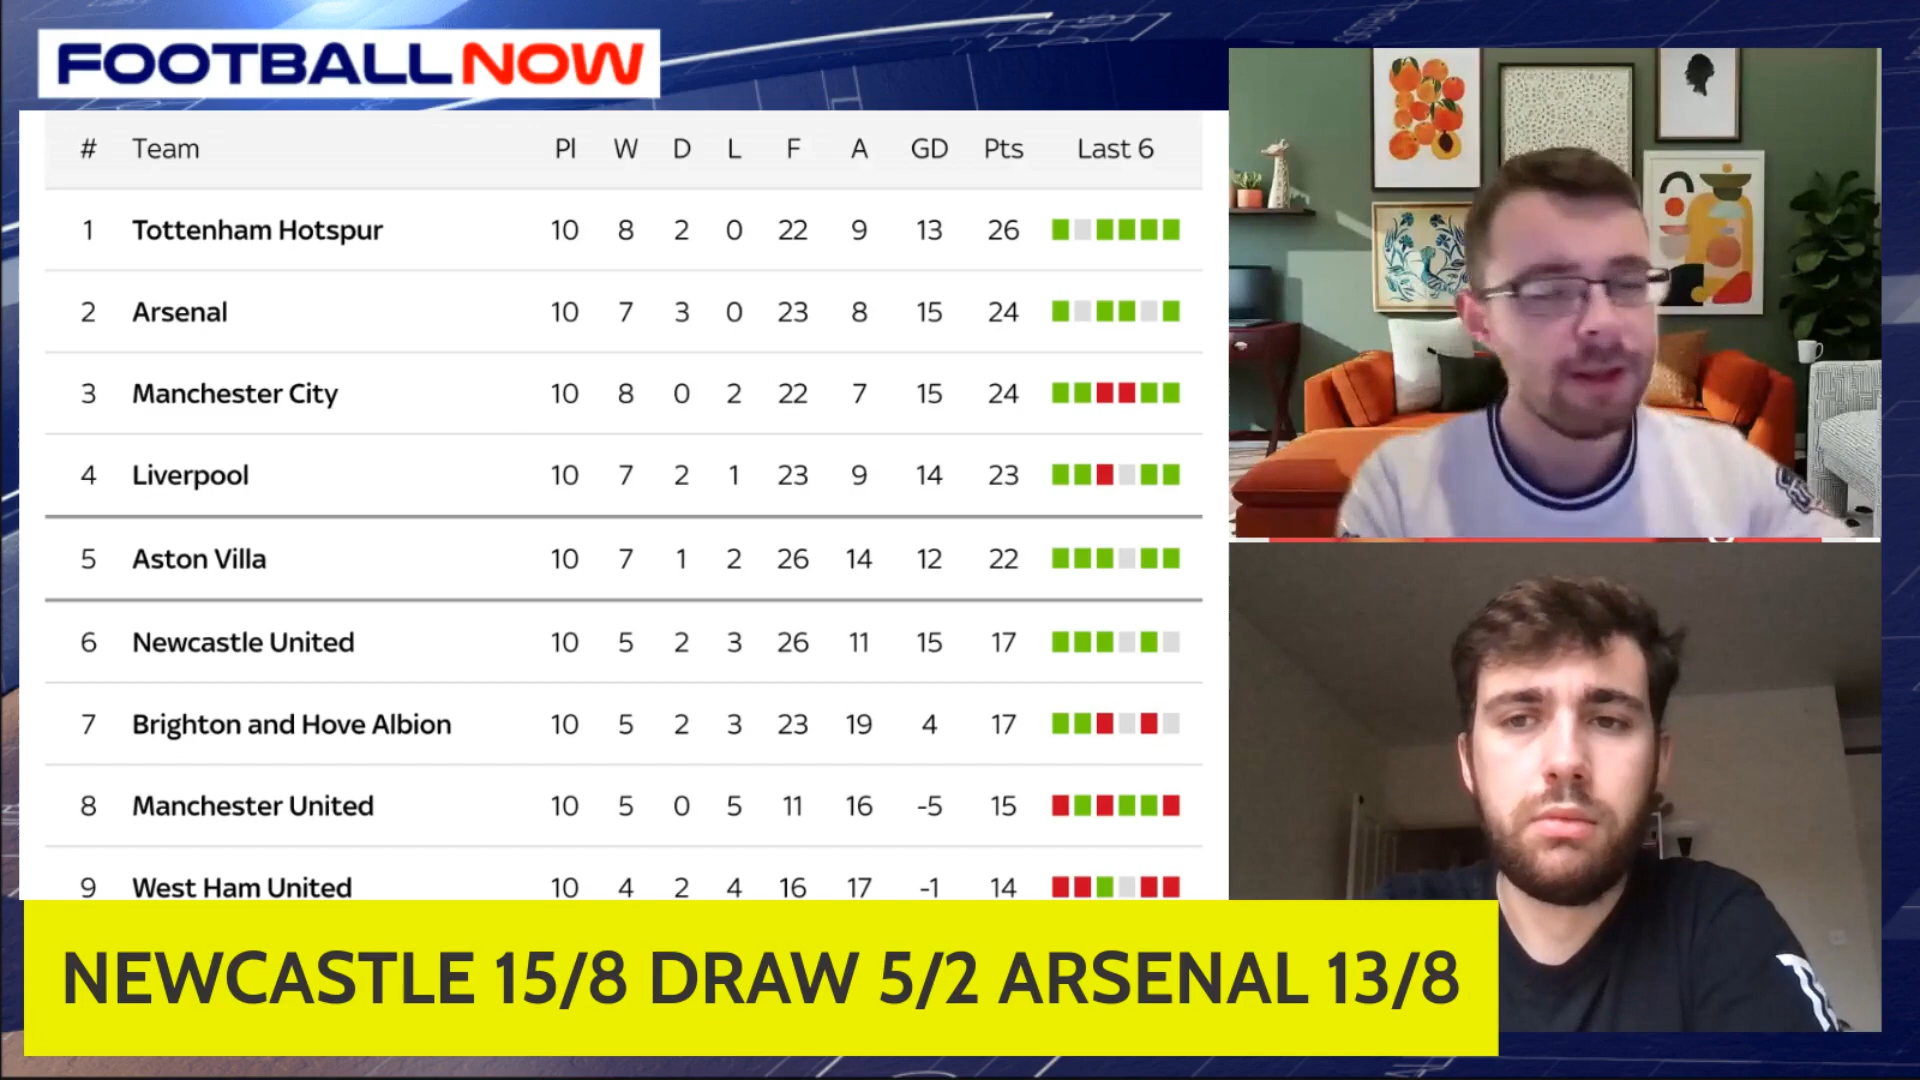 FOOTBALLNOW
# Team Pl W D L F A GD Pts Last 6
1 Tottenham Hotspur 10 8 2 0 22 9 13 26
2 Arsenal 10 7 3 0 23 8 15 24
3 Manchester City 10 8 0 2 22 7 15 24
4 Liverpool 10 7 2 1 23 9 14 23
5 Aston Villa 10 7 1 2 26 14 12 22
6 Newcastle United 10 5 2 3 26 11 15 17
7 Brighton and Hove Albion 10 5 2 3 23 19 4 17
8 Manchester United 10 5 0 5 11 16 -5 15
9 West Ham United 10 4 2 4 16 17 -1 14
NEWCASTLE 15/8 DRAW 5/2 ARSENAL 13/8